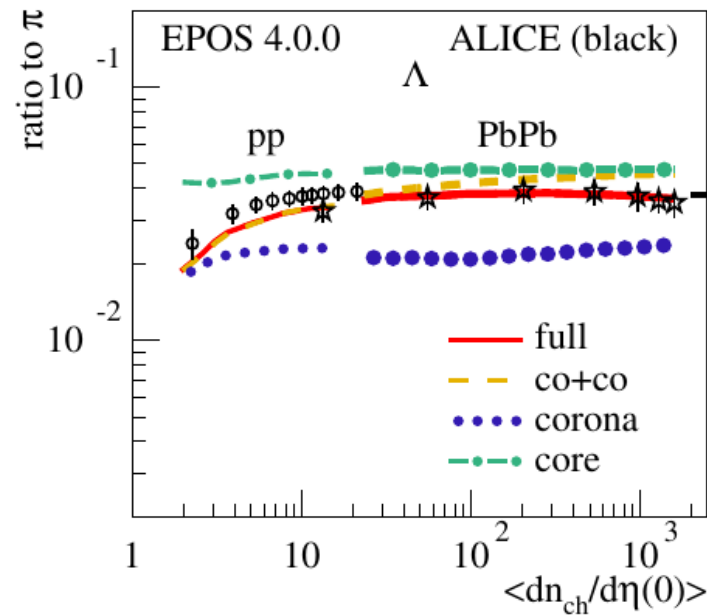 EPOS 4.0.0 ALICE (black)
Λ
pp PbPb
ratio to π
10^-1
10^-2
full
co+co
corona
core
1 10 10^2 10^3
<dn_ch/dη(0)>